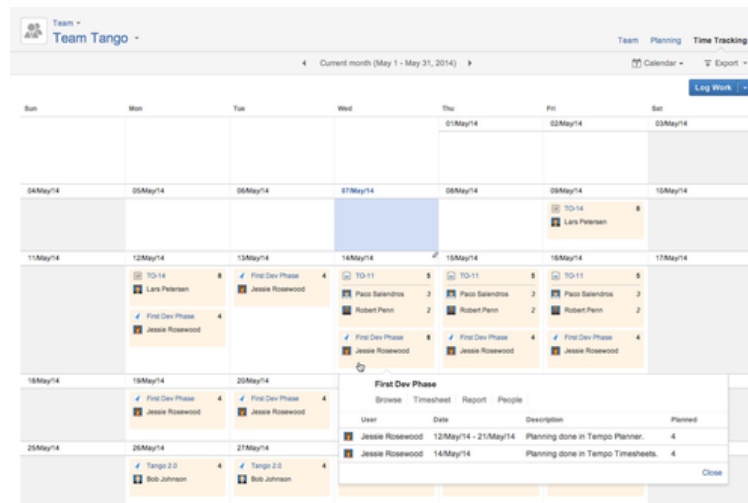 Team
Team Tango
Team Planning Time Tracking
Current month (May 1 - May 31, 2014)
Calendar Export
Log Work
Sun Mon Tue Wed Thu Fri Sat
01/May/14 02/May/14 03/May/14
04/May/14 05/May/14 06/May/14 07/May/14 08/May/14 09/May/14 10/May/14
TO-14 8
Lars Petersen
11/May/14 12/May/14 13/May/14 14/May/14 15/May/14 16/May/14 17/May/14
TO-14 8 First Dev Phase 4 TO-11 5 TO-11 5 TO-11 5
Lars Petersen Jessie Rosewood Paco Salendros 3 Paco Salendros 3 Paco Salendros 3
First Dev Phase 4 Robert Penn 2 Robert Penn 2 Robert Penn 2
Jessie Rosewood First Dev Phase 8 First Dev Phase 4 First Dev Phase 4
Jessie Rosewood Jessie Rosewood Jessie Rosewood
18/May/14 19/May/14 20/May/14
First Dev Phase 4 First Dev Phase 4
Jessie Rosewood Jessie Rosewood
25/May/14 26/May/14 27/May/14
Tango 2.0 4 Tango 2.0 4
Bob Johnson Bob Johnson
First Dev Phase
Browse Timesheet Report People
User Date Description Planned
Jessie Rosewood 12/May/14 - 21/May/14 Planning done in Tempo Planner. 4
Jessie Rosewood 14/May/14 Planning done in Tempo Timesheets. 4
Close